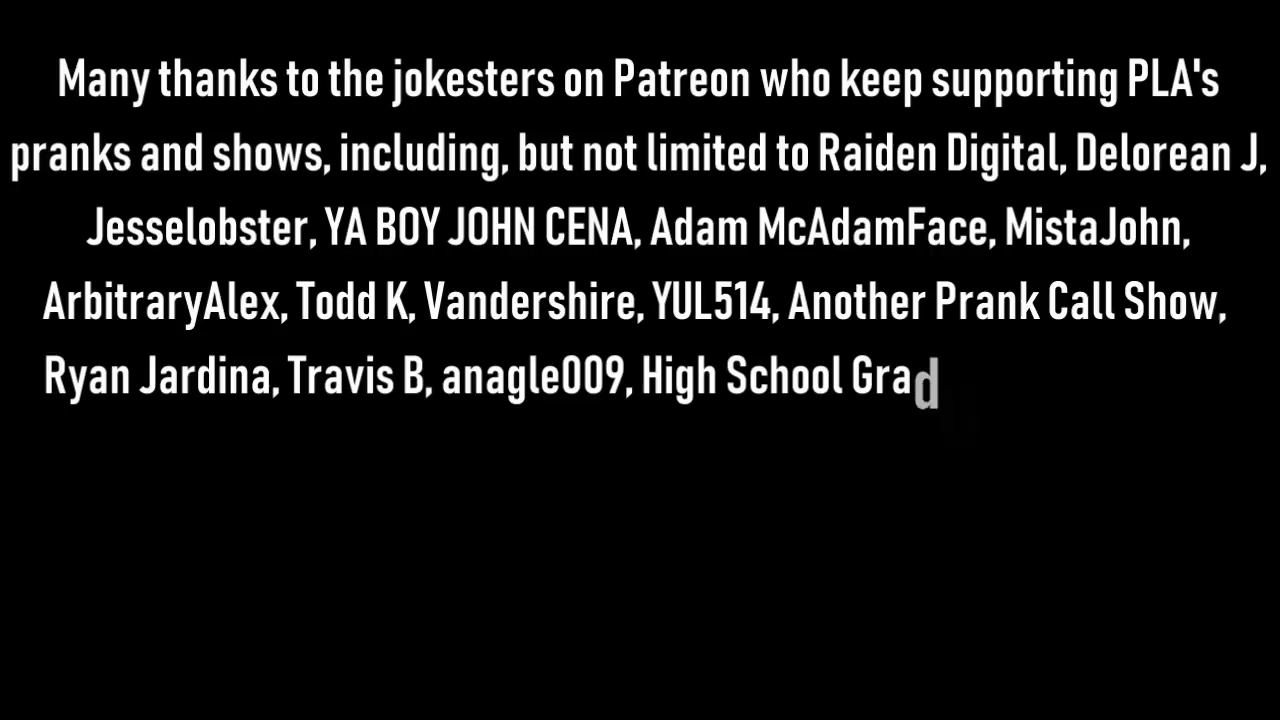 Many thanks to the jokesters on Patreon who keep supporting PLA's
pranks and shows, including, but not limited to Raiden Digital, Delorean J,
Jesselobster, YA BOY JOHN CENA, Adam McAdamFace, MistaJohn,
ArbitraryAlex, Todd K, Vandershire, YUL514, Another Prank Call Show,
Ryan Jardina, Travis B, anagle009, High School Grad